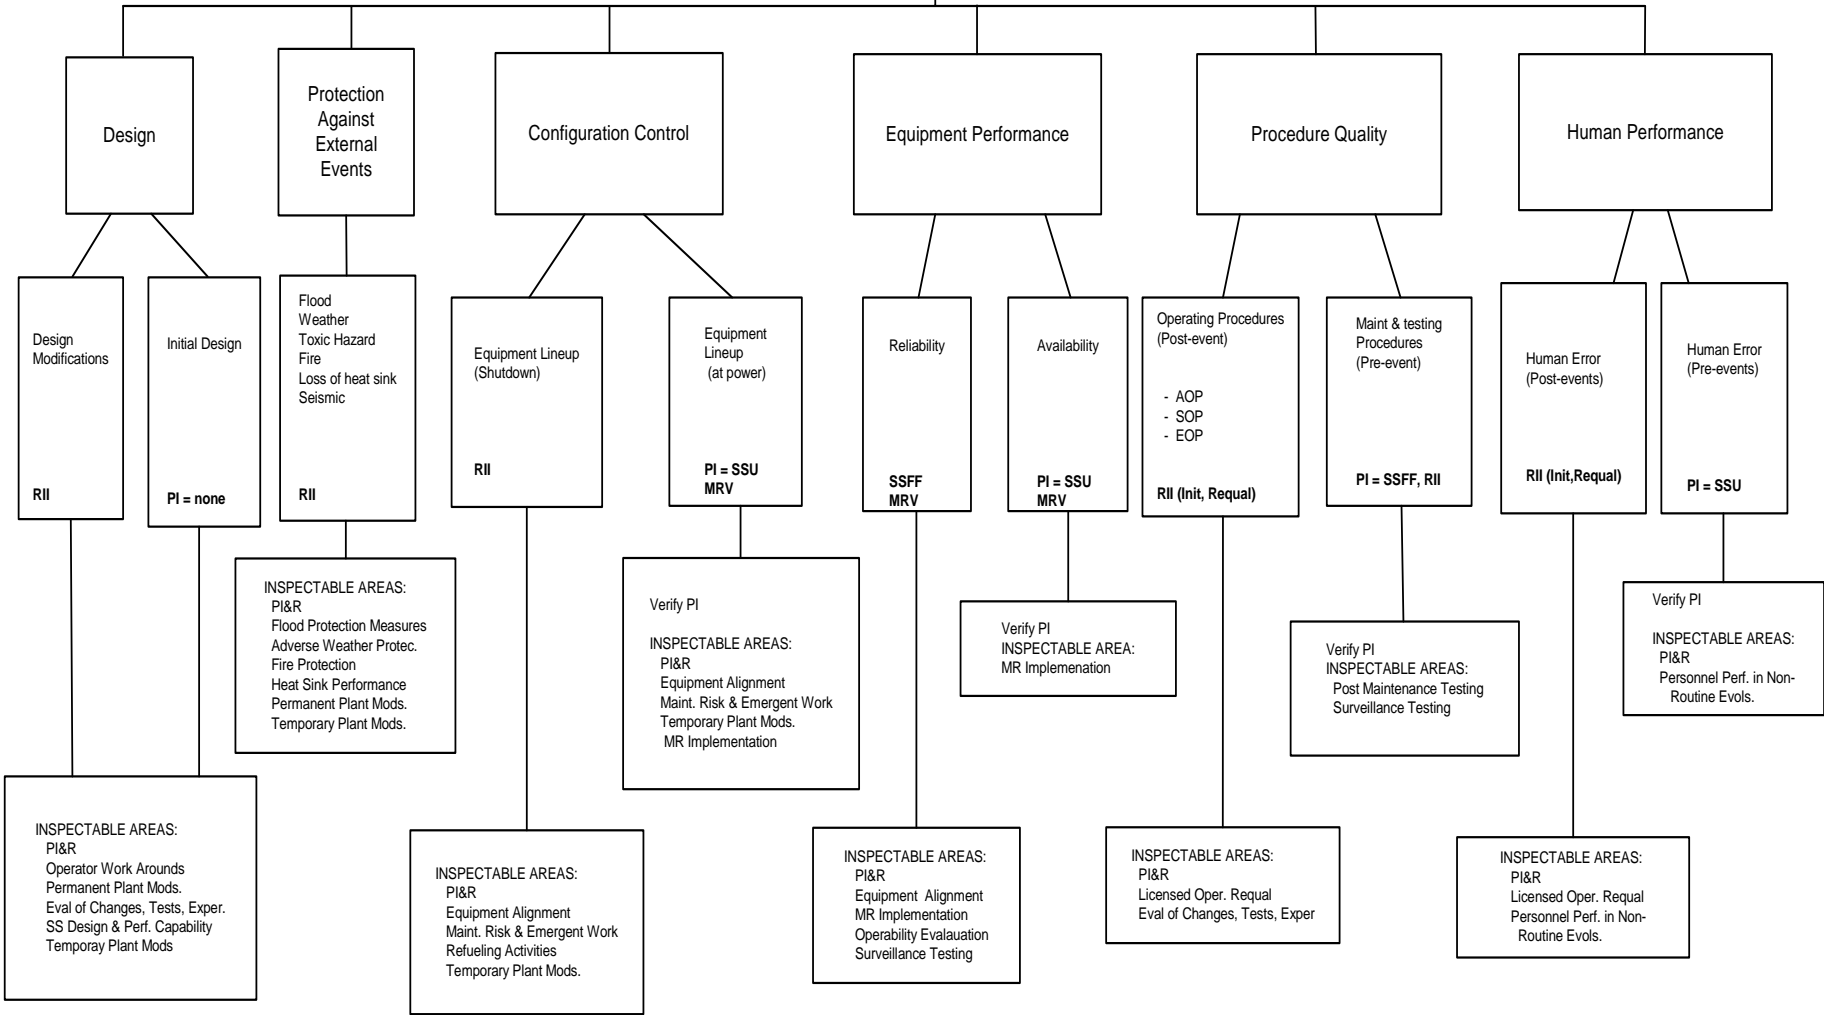 Design
Protection
Against
External
Events
Configuration Control
Equipment Performance
Procedure Quality
Human Performance
Design
Modifications
RII
Initial Design
PI = none
Flood
Weather
Toxic Hazard
Fire
Loss of heat sink
Seismic
RII
Equipment Lineup
(Shutdown)
RII
Equipment
Lineup
(at power)
PI = SSU
MRV
Reliability
SSFF
MRV
Availability
PI = SSU
MRV
Operating Procedures
(Post-event)
- AOP
- SOP
- EOP
RII (Init, Requal)
Maint & testing
Procedures
(Pre-event)
PI = SSFF, RII
Human Error
(Post-events)
RII (Init,Requal)
Human Error
(Pre-events)
PI = SSU
INSPECTABLE AREAS:
PI&R
Flood Protection Measures
Adverse Weather Protec.
Fire Protection
Heat Sink Performance
Permanent Plant Mods.
Temporary Plant Mods.
Verify PI
INSPECTABLE AREAS:
PI&R
Equipment Alignment
Maint. Risk & Emergent Work
Temporary Plant Mods.
MR Implementation
Verify PI
INSPECTABLE AREA:
MR Implemenation
Verify PI
INSPECTABLE AREAS:
Post Maintenance Testing
Surveillance Testing
Verify PI
INSPECTABLE AREAS:
PI&R
Personnel Perf. in Non-
Routine Evols.
INSPECTABLE AREAS:
PI&R
Operator Work Arounds
Permanent Plant Mods.
Eval of Changes, Tests, Exper.
SS Design & Perf. Capability
Temporay Plant Mods
INSPECTABLE AREAS:
PI&R
Equipment Alignment
Maint. Risk & Emergent Work
Refueling Activities
Temporary Plant Mods.
INSPECTABLE AREAS:
PI&R
Equipment Alignment
MR Implementation
Operability Evalauation
Surveillance Testing
INSPECTABLE AREAS:
PI&R
Licensed Oper. Requal
Eval of Changes, Tests, Exper
INSPECTABLE AREAS:
PI&R
Licensed Oper. Requal
Personnel Perf. in Non-
Routine Evols.